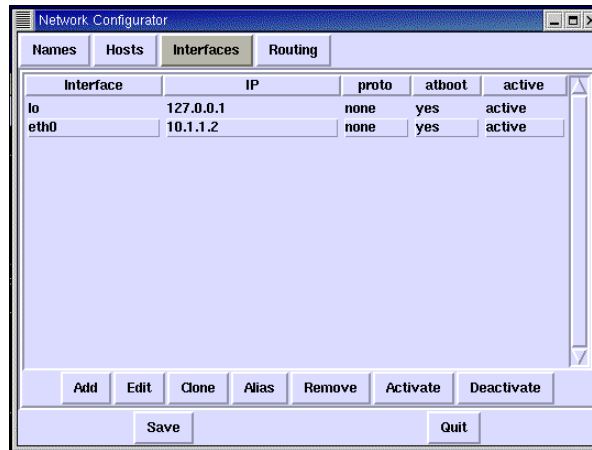 Network Configurator
Names Hosts Interfaces Routing
Interface IP proto atboot active
lo 127.0.0.1 none yes active
eth0 10.1.1.2 none yes active
Add Edit Clone Alias Remove Activate Deactivate
Save Quit